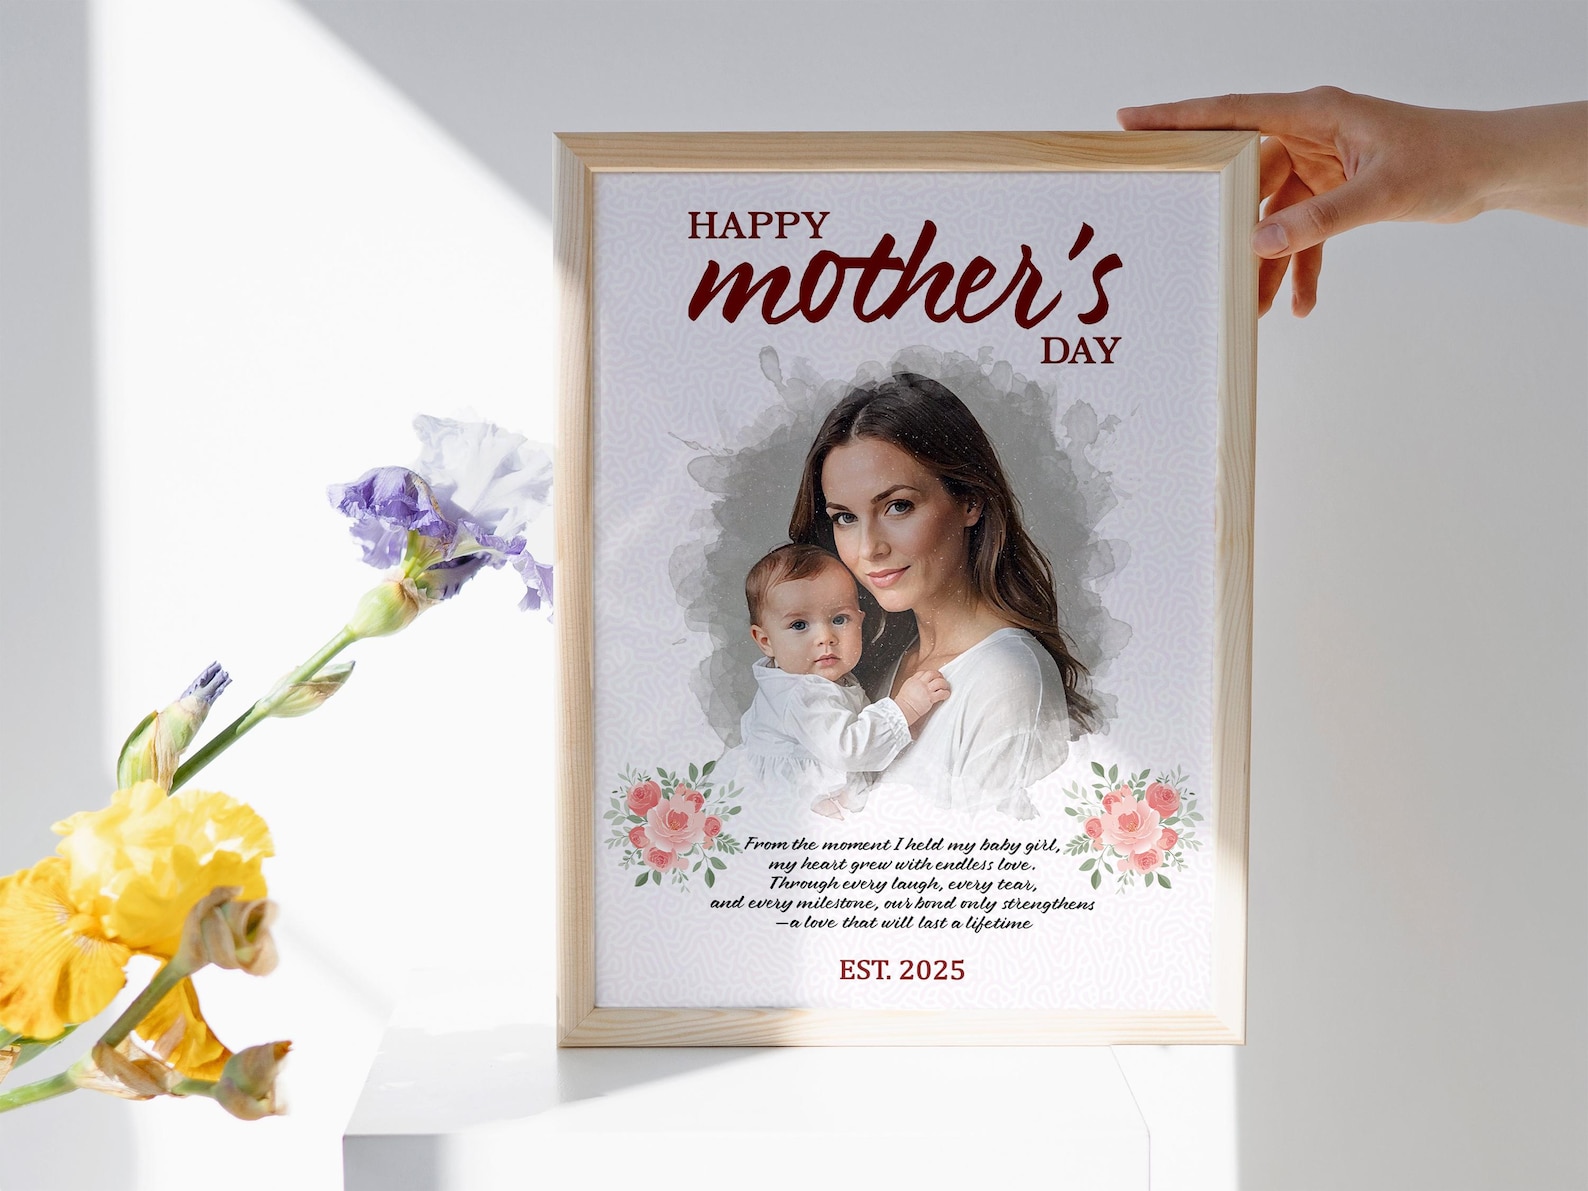 HAPPY
mother's
DAY
From the moment I held my baby girl,
my heart grew with endless love.
Through every laugh, every tear,
and every milestone, our bond only strengthens
—a love that will last a lifetime
EST. 2025